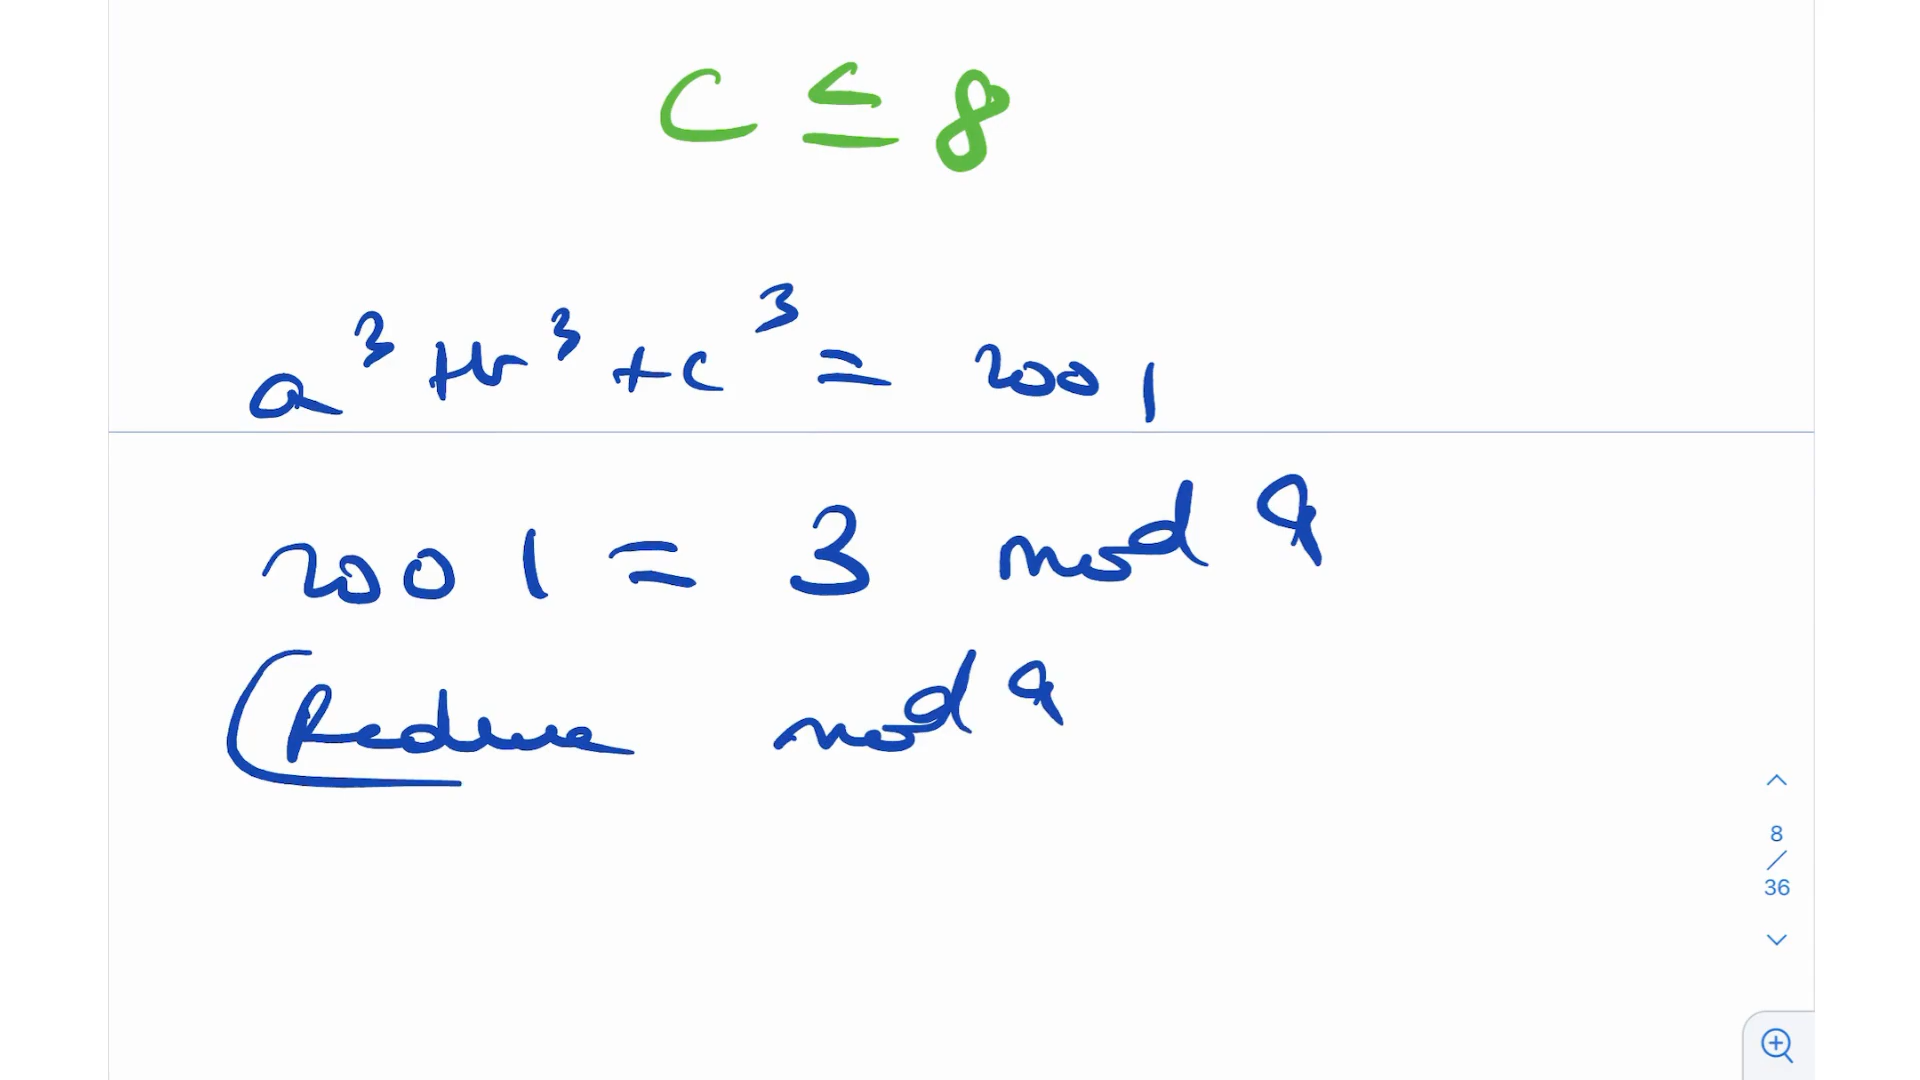 C ≤ 8
a³ + b³ + c³ = 2001
2001 = 3 mod 9
(Reduce mod 9
8
/
36